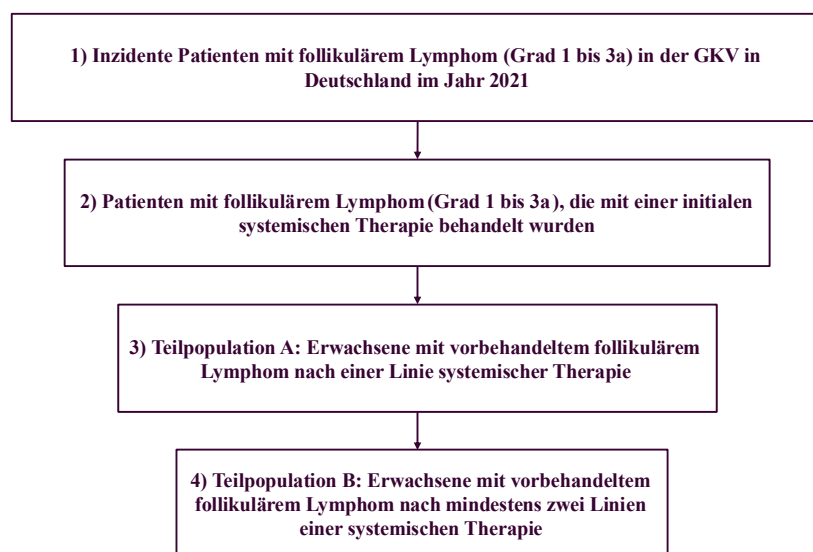 1) Inzidente Patienten mit follikulärem Lymphom (Grad 1 bis 3a) in der GKV in
Deutschland im Jahr 2021
2) Patienten mit follikulärem Lymphom (Grad 1 bis 3a), die mit einer initialen
systemischen Therapie behandelt wurden
3) Teilpopulation A: Erwachsene mit vorbehandeltem follikulärem
Lymphom nach einer Linie systemischer Therapie
4) Teilpopulation B: Erwachsene mit vorbehandeltem
follikulärem Lymphom nach mindestens zwei Linien
einer systemischen Therapie